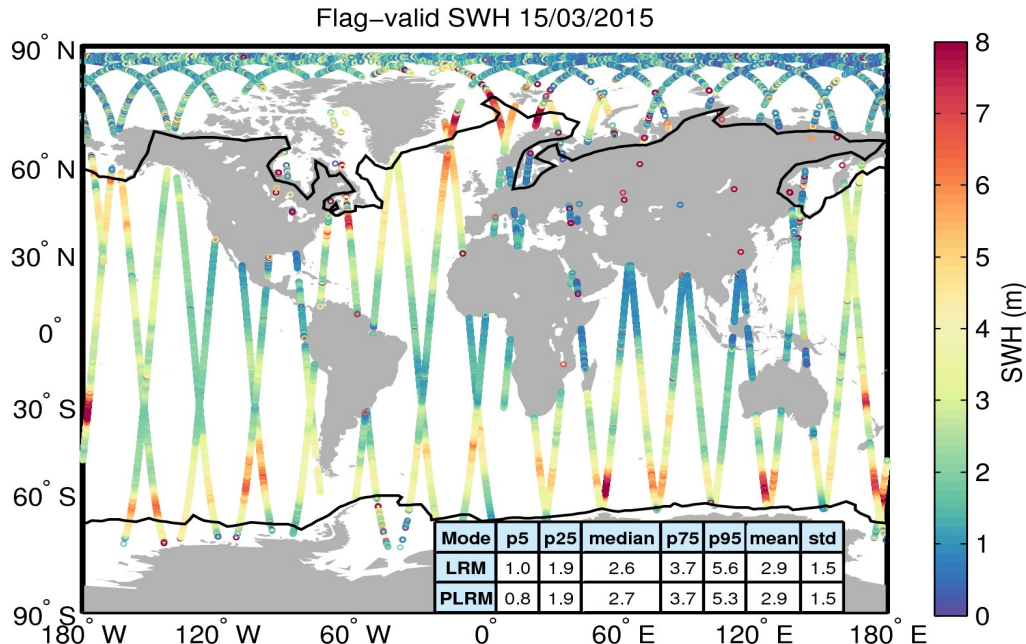 Flag-valid SWH 15/03/2015
90° N
60° N
30° N
0°
30° S
60° S
90° S
180° W
120° W
60° W
0°
60° E
120° E
180° E
Mode p5 p25 median p75 p95 mean std
LRM 1.0 1.9 2.6 3.7 5.6 2.9 1.5
PLRM 0.8 1.9 2.7 3.7 5.3 2.9 1.5
8
7
6
5
4
3
2
1
0
SWH (m)